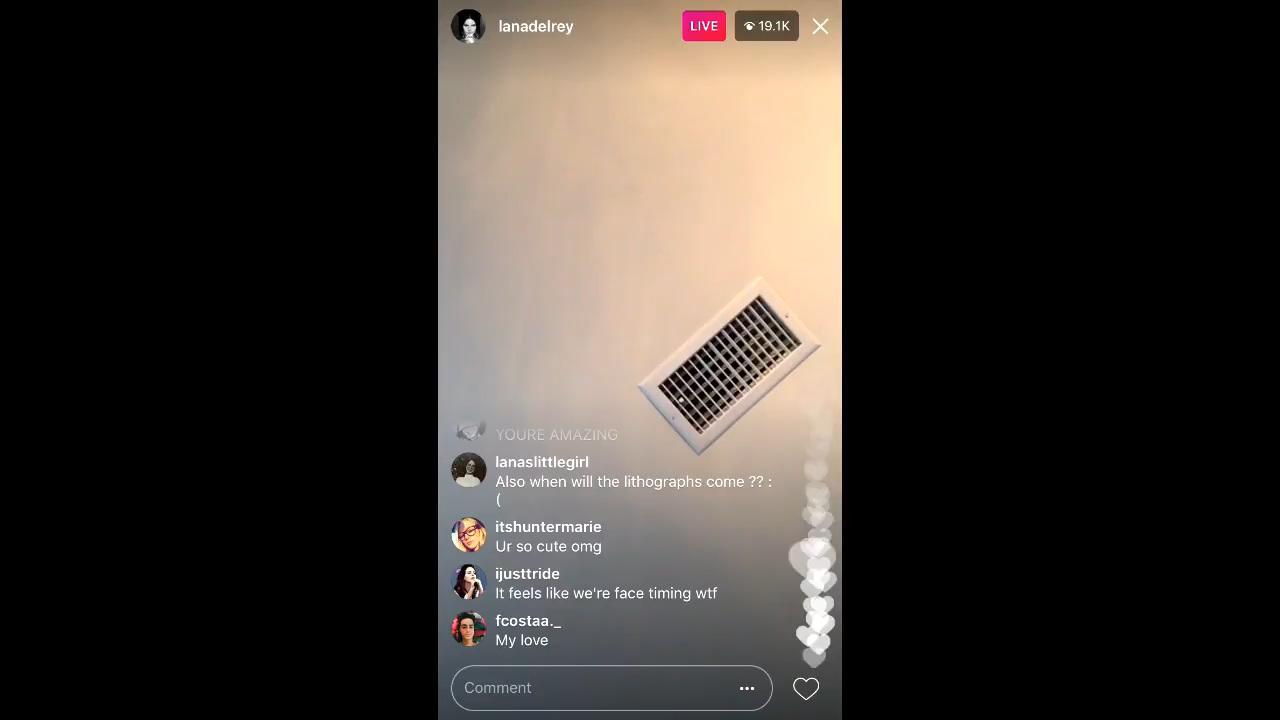 lanadelrey
LIVE
19.1K
YOURE AMAZING
lanaslittlegirl
Also when will the lithographs come ?? :
(
itshuntermarie
Ur so cute omg
ijusttride
It feels like we're face timing wtf
fcostaa._
My love
Comment